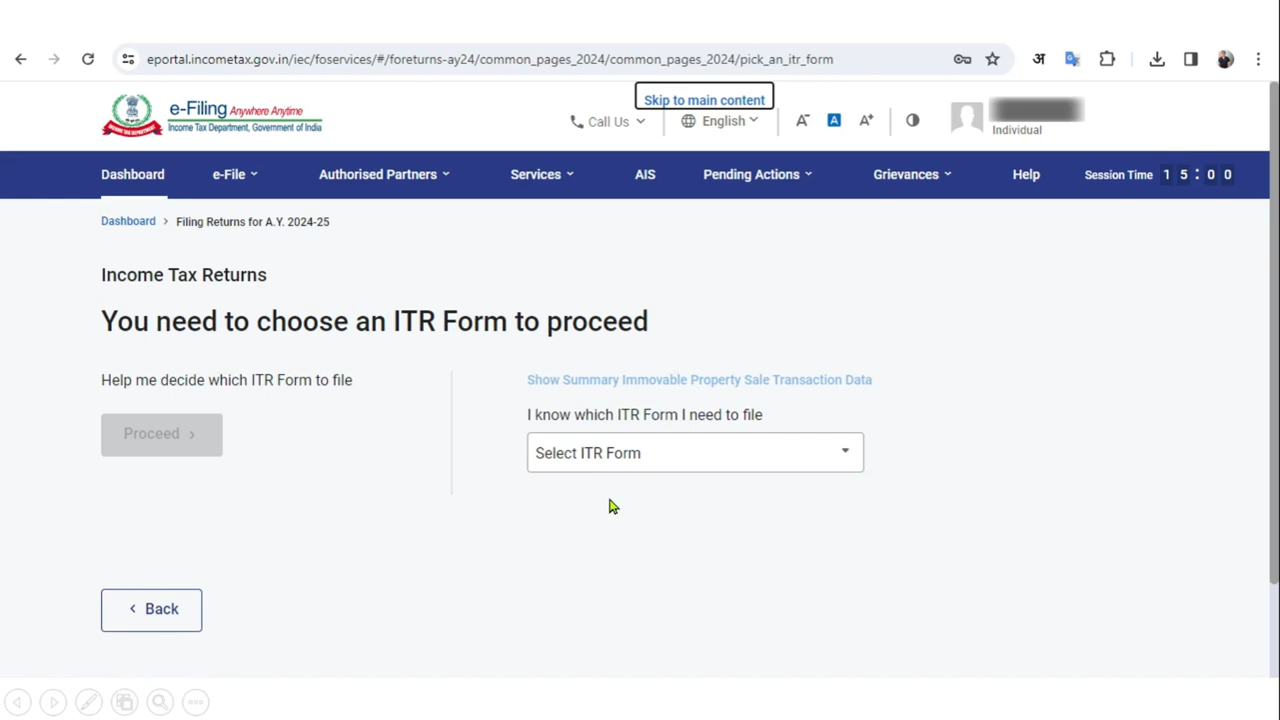 eportal.incometax.gov.in/iec/foservices/#/foreturns-ay24/common_pages_2024/common_pages_2024/pick_an_itr_form
अ
Skip to main content
e-Filing Anywhere Anytime
Income Tax Department, Government of India
Call Us
English
A-
A
A+
Individual
Dashboard e-File Authorised Partners Services AIS Pending Actions Grievances Help Session Time 1 5 : 0 0
Dashboard > Filing Returns for A.Y. 2024-25
Income Tax Returns
You need to choose an ITR Form to proceed
Help me decide which ITR Form to file
Proceed >
Show Summary Immovable Property Sale Transaction Data
I know which ITR Form I need to file
Select ITR Form
< Back